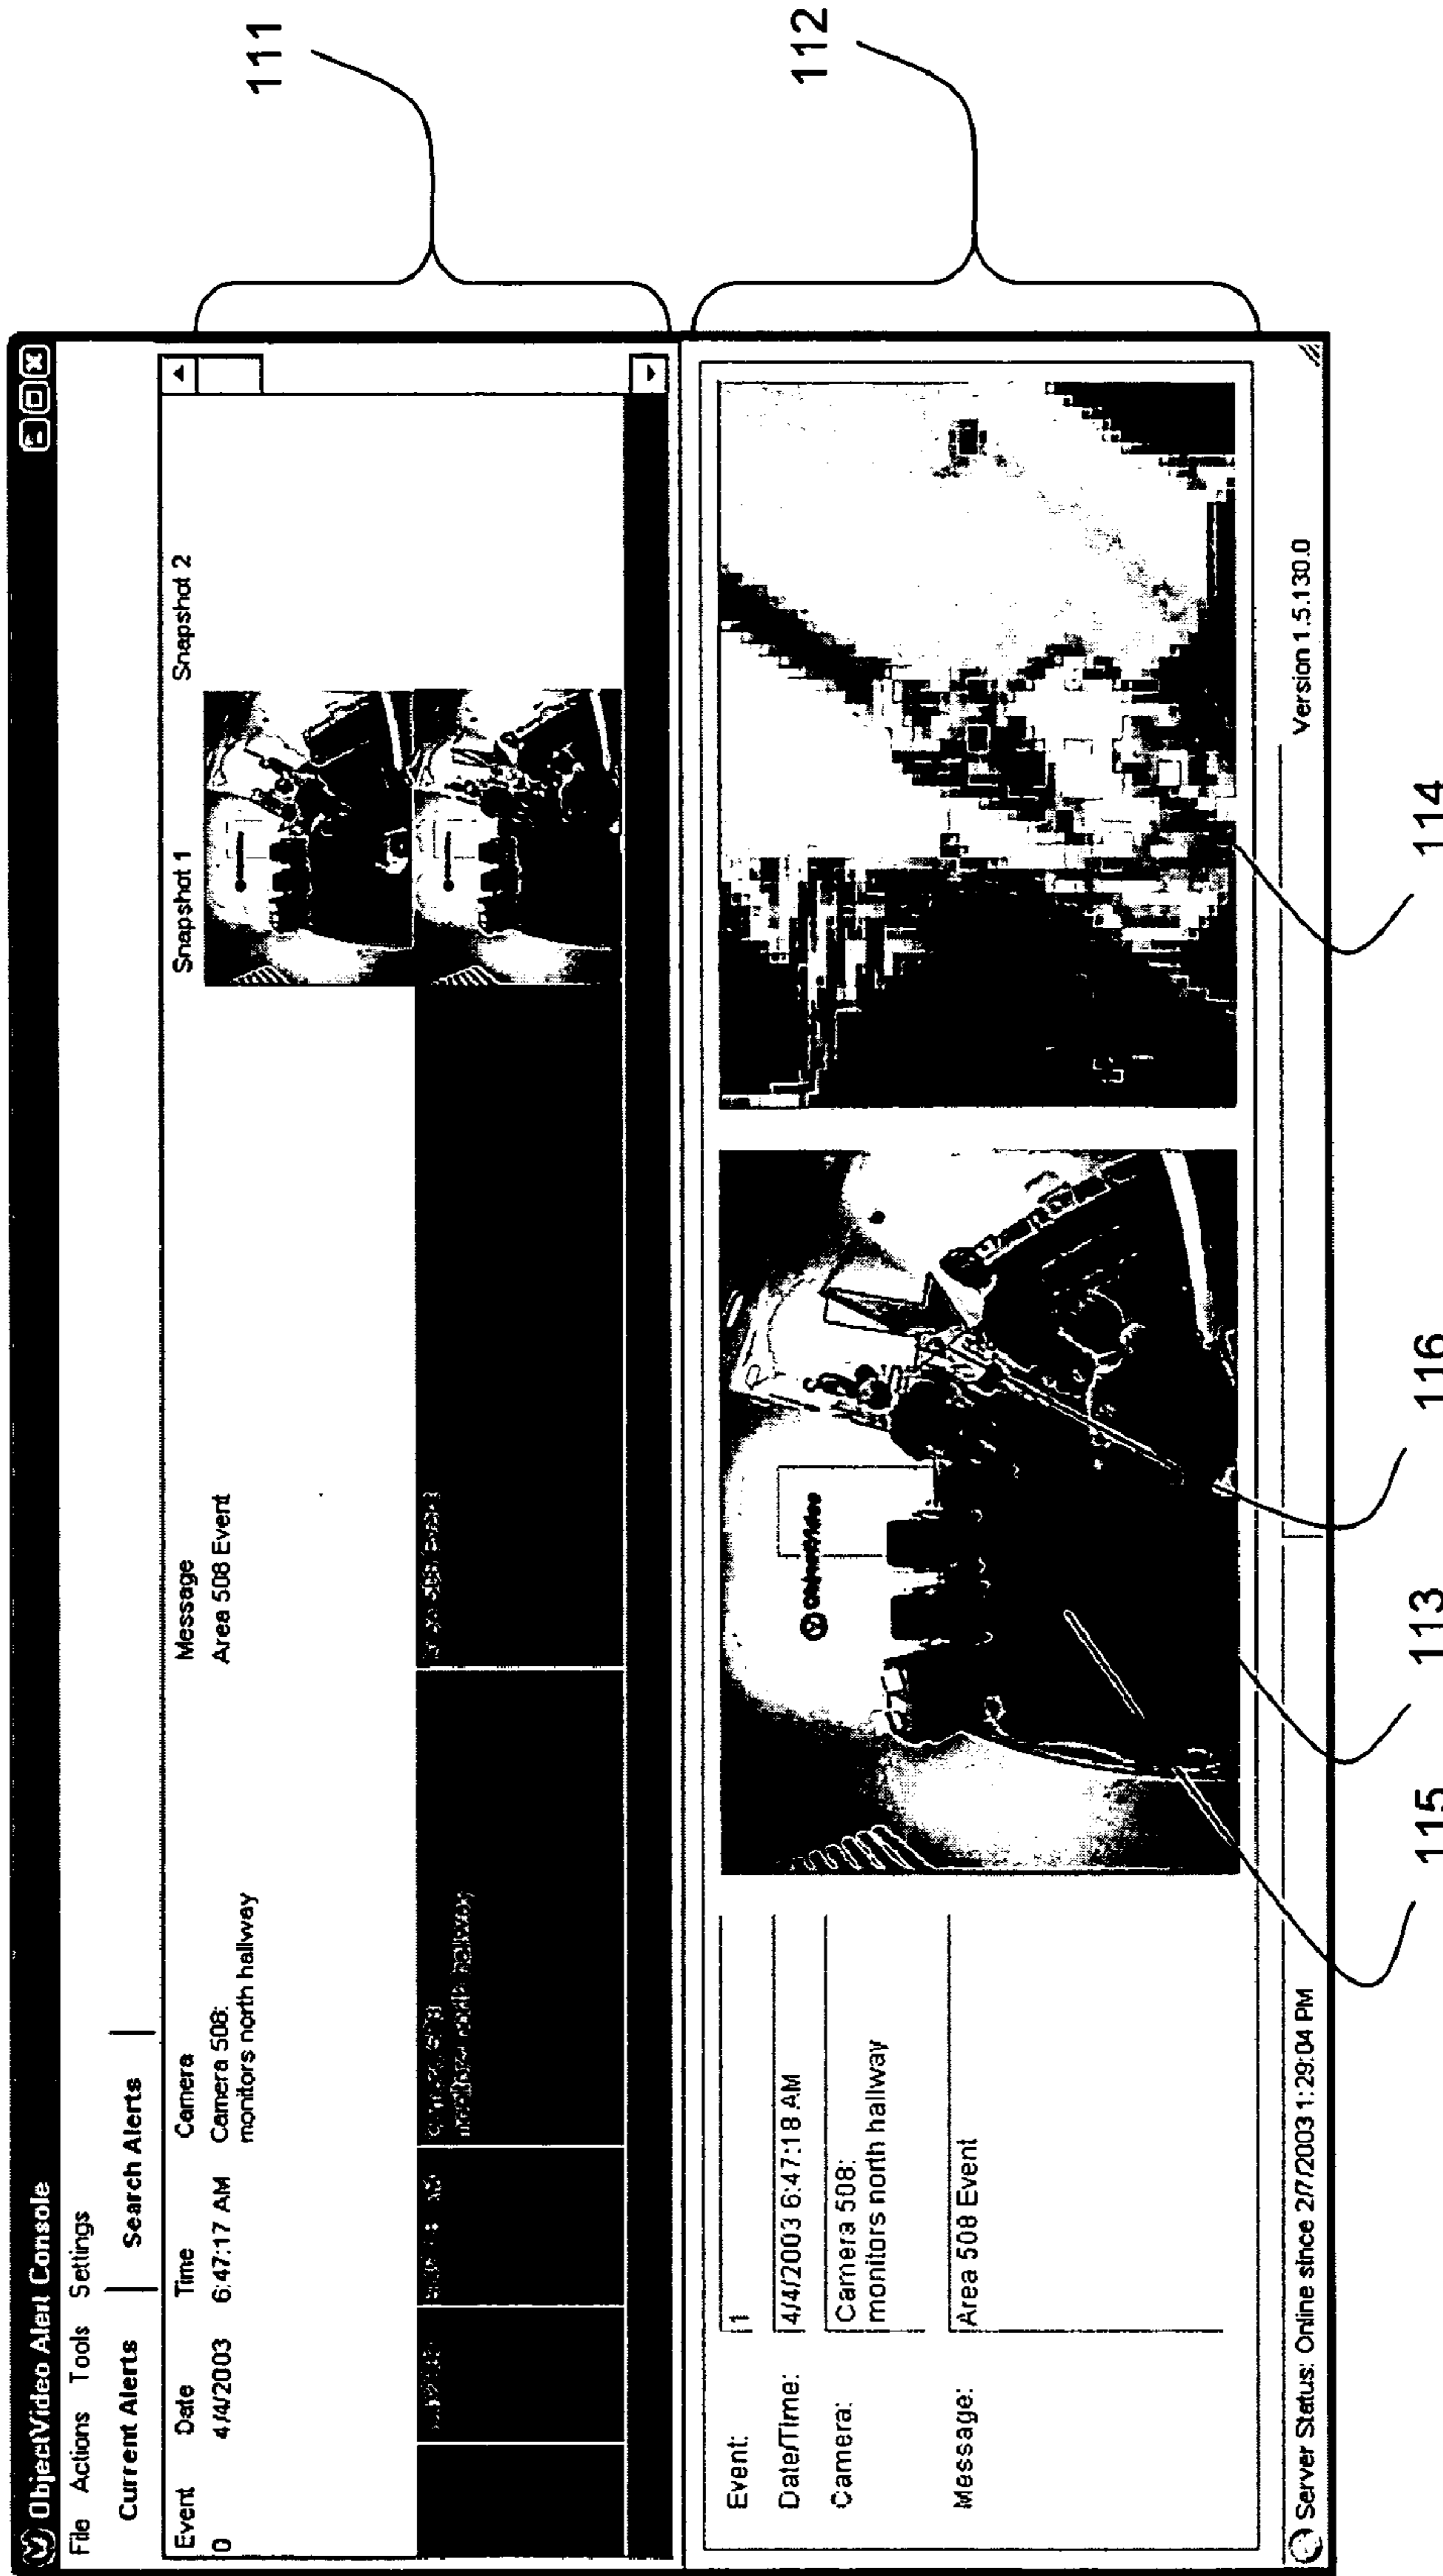 ObjectVideo Alert Console
File Actions Tools Settings
Current Alerts Search Alerts
Event Date Time Camera Message Snapshot 1 Snapshot 2
0 4/4/2003 6:47:17 AM Camera 508: Area 508 Event
monitors north hallway
monitors north hallway
Event: 1
Date/Time: 4/4/2003 6:47:18 AM
Camera: Camera 508:
monitors north hallway
Message: Area 508 Event
ObjectVideo
Server Status: Online since 2/7/2003 1:29:04 PM Version 1.5.130.0
111
112
115
113
116
114